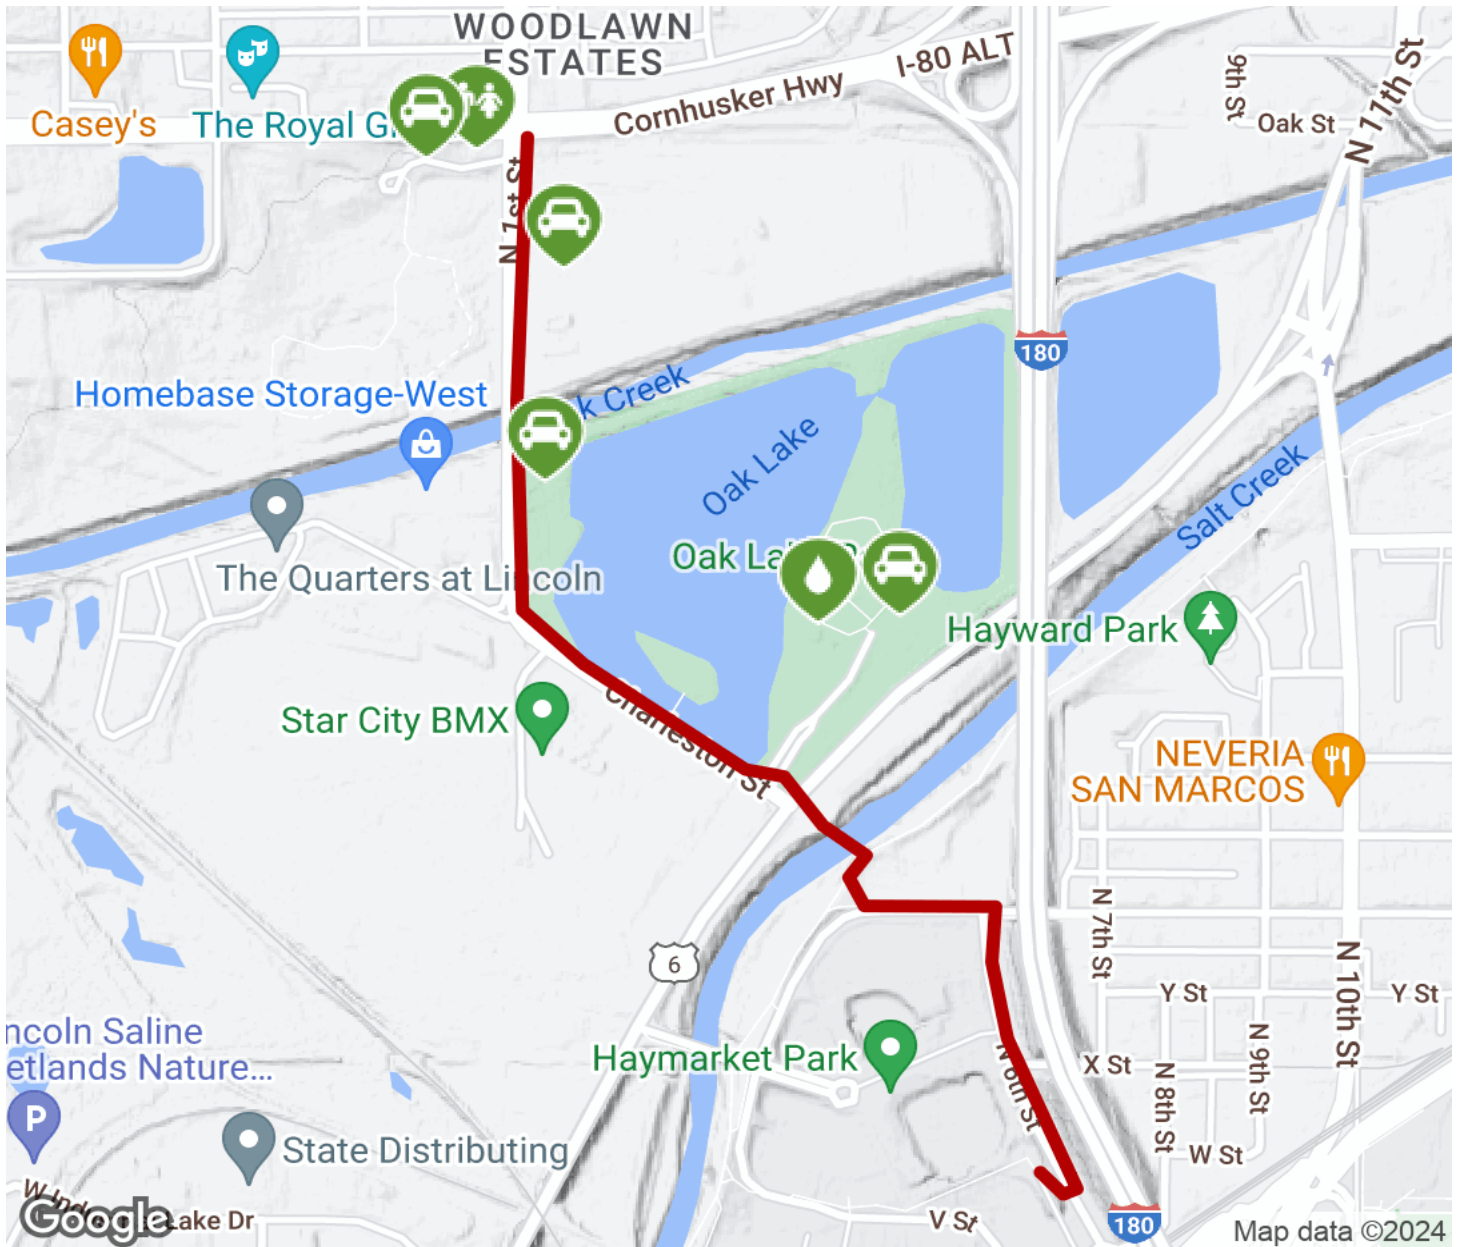 WOODLAWN
ESTATES
I-80 ALT
Cornhusker Hwy
Casey's
The Royal G
9th St
Oak St
N 11th St
N 1st St
180
Homebase Storage-West
k Creek
Oak Lake
Salt Creek
The Quarters at Lincoln
Oak La
Hayward Park
Star City BMX
Charleston St
NEVERIA
SAN MARCOS
N 7th St
6
Y St
Y St
N 10th St
ncoln Saline
etlands Nature...
Haymarket Park
N 6th St
X St
N 8th St
N 9th St
P
State Distributing
W St
W Ind
Lake Dr
Google
V St
180
Map data ©2024